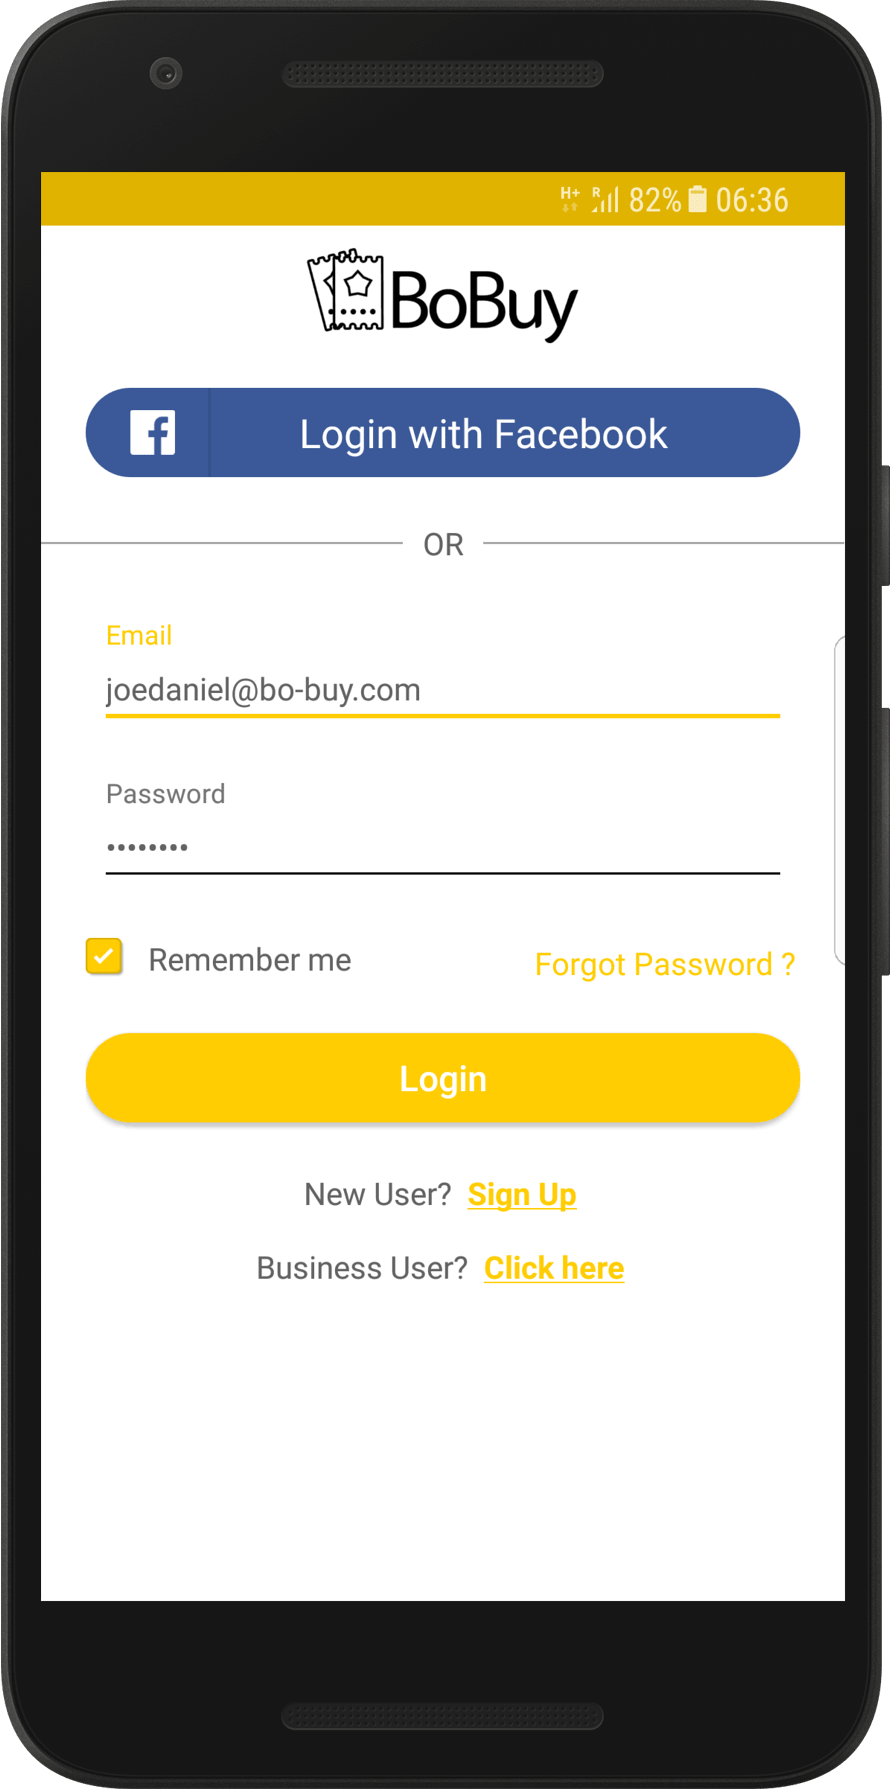 H+ R 82% 06:36
BoBuy
Login with Facebook
OR
Email
joedaniel@bo-buy.com
Password
••••••••
Remember me
Forgot Password ?
Login
New User? Sign Up
Business User? Click here